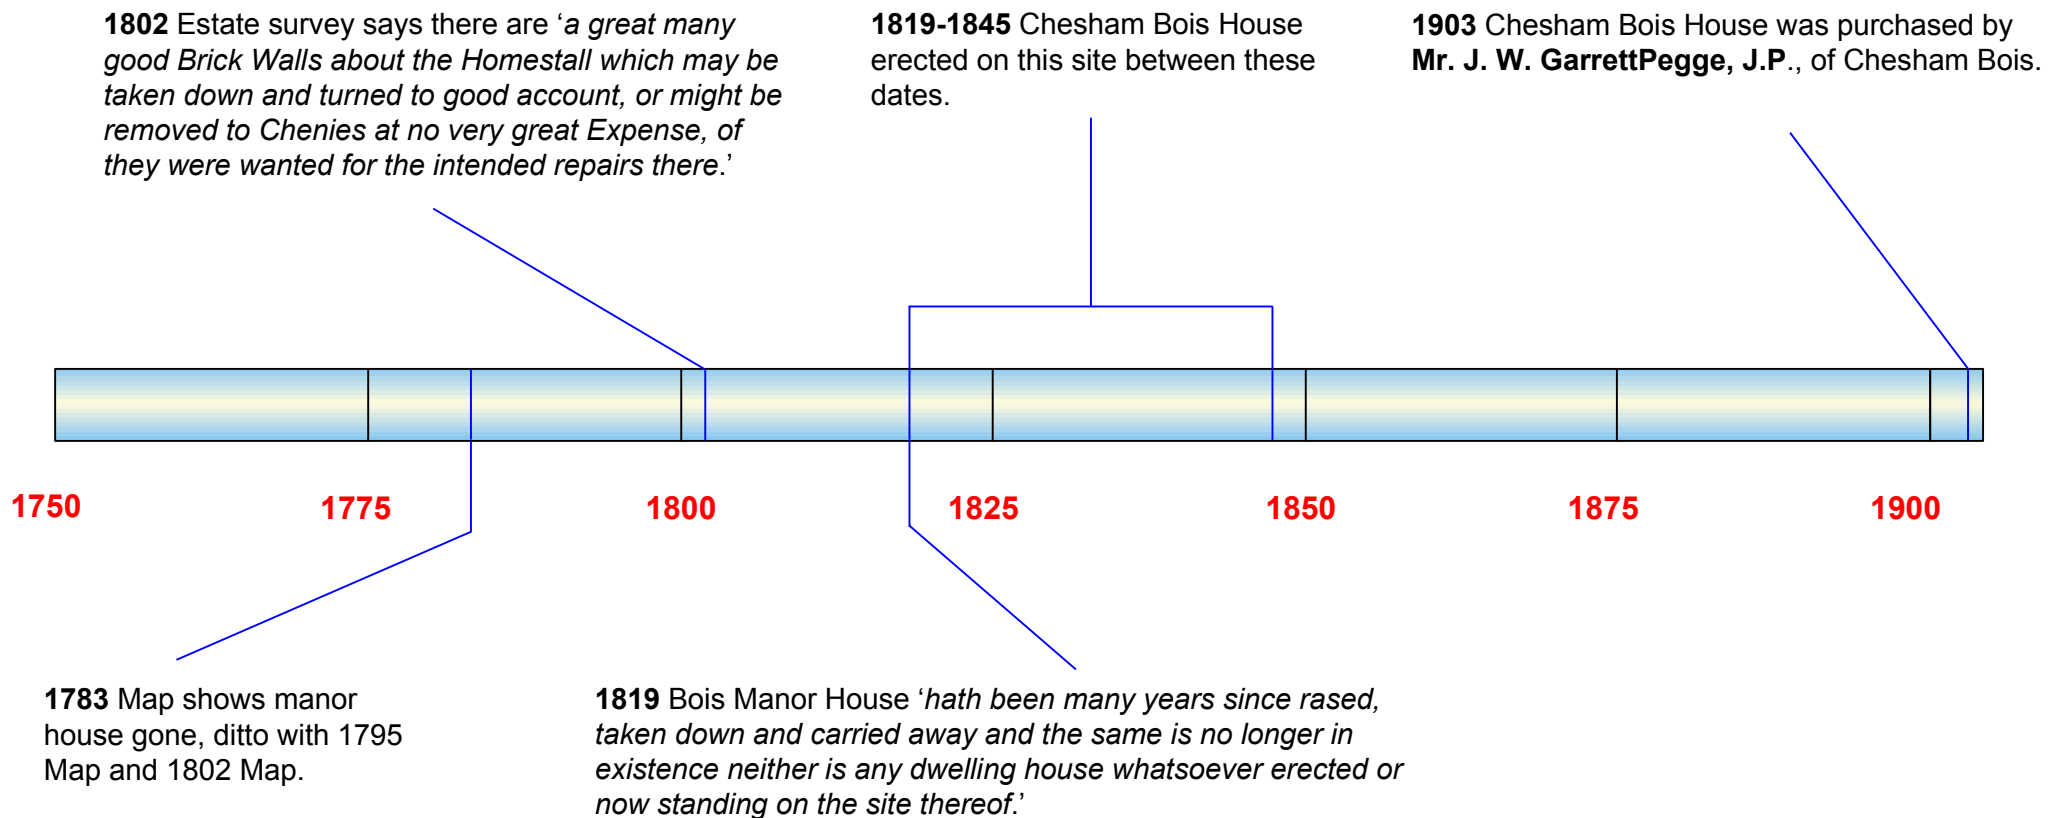 1802 Estate survey says there are ‘a great many
good Brick Walls about the Homestall which may be
taken down and turned to good account, or might be
removed to Chenies at no very great Expense, of
they were wanted for the intended repairs there.’
1819-1845 Chesham Bois House
erected on this site between these
dates.
1903 Chesham Bois House was purchased by
Mr. J. W. GarrettPegge, J.P., of Chesham Bois.
1750
1775
1800
1825
1850
1875
1900
1783 Map shows manor
house gone, ditto with 1795
Map and 1802 Map.
1819 Bois Manor House ‘hath been many years since rased,
taken down and carried away and the same is no longer in
existence neither is any dwelling house whatsoever erected or
now standing on the site thereof.’